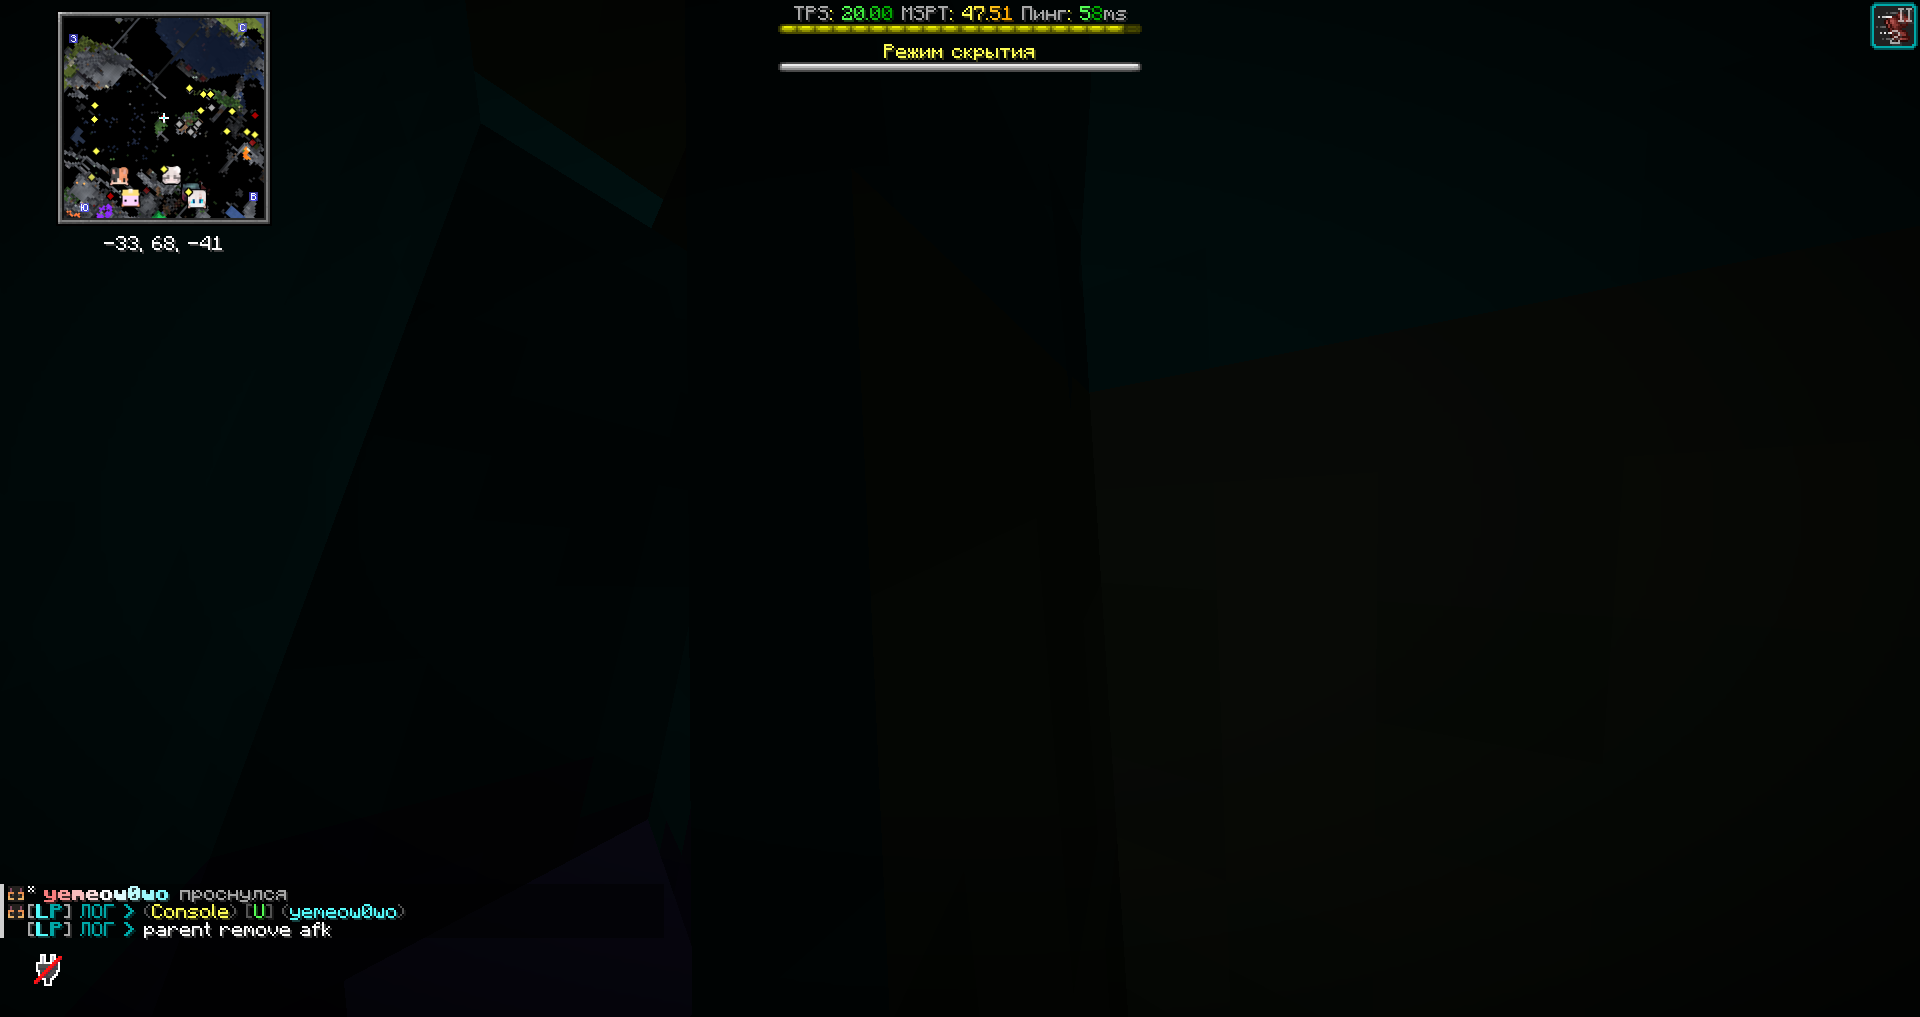 TPS: 20.00 MSPT: 47.51 Пинг: 58ms
Режим скрытия
II
С
З
В
Ю
-33, 68, -41
yemeow0wo проснулся
[LP] ЛОГ > (Console) [U] (yemeow0wo)
[LP] ЛОГ > parent remove afk